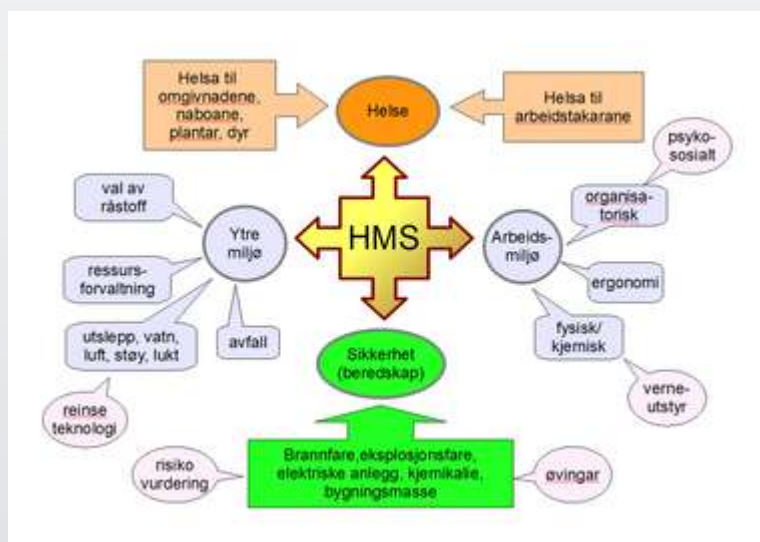 Helsa til
omgivnadene,
naboane,
plantar, dyr
Helse
Helsa til
arbeidstakarane
psyko-
sosialt
val av
råstoff
organisa-
torisk
Ytre
miljø
HMS
Arbeids-
miljø
ressurs-
forvaltning
ergonomi
utslepp, vatn,
luft, støy, lukt
avfall
fysisk/
kjemisk
Sikkerhet
(beredskap)
reinse
teknologi
verne-
utstyr
risiko
vurdering
Brannfare,eksplosjonsfare,
elektriske anlegg, kjemikalie,
bygningsmasse
øvingar